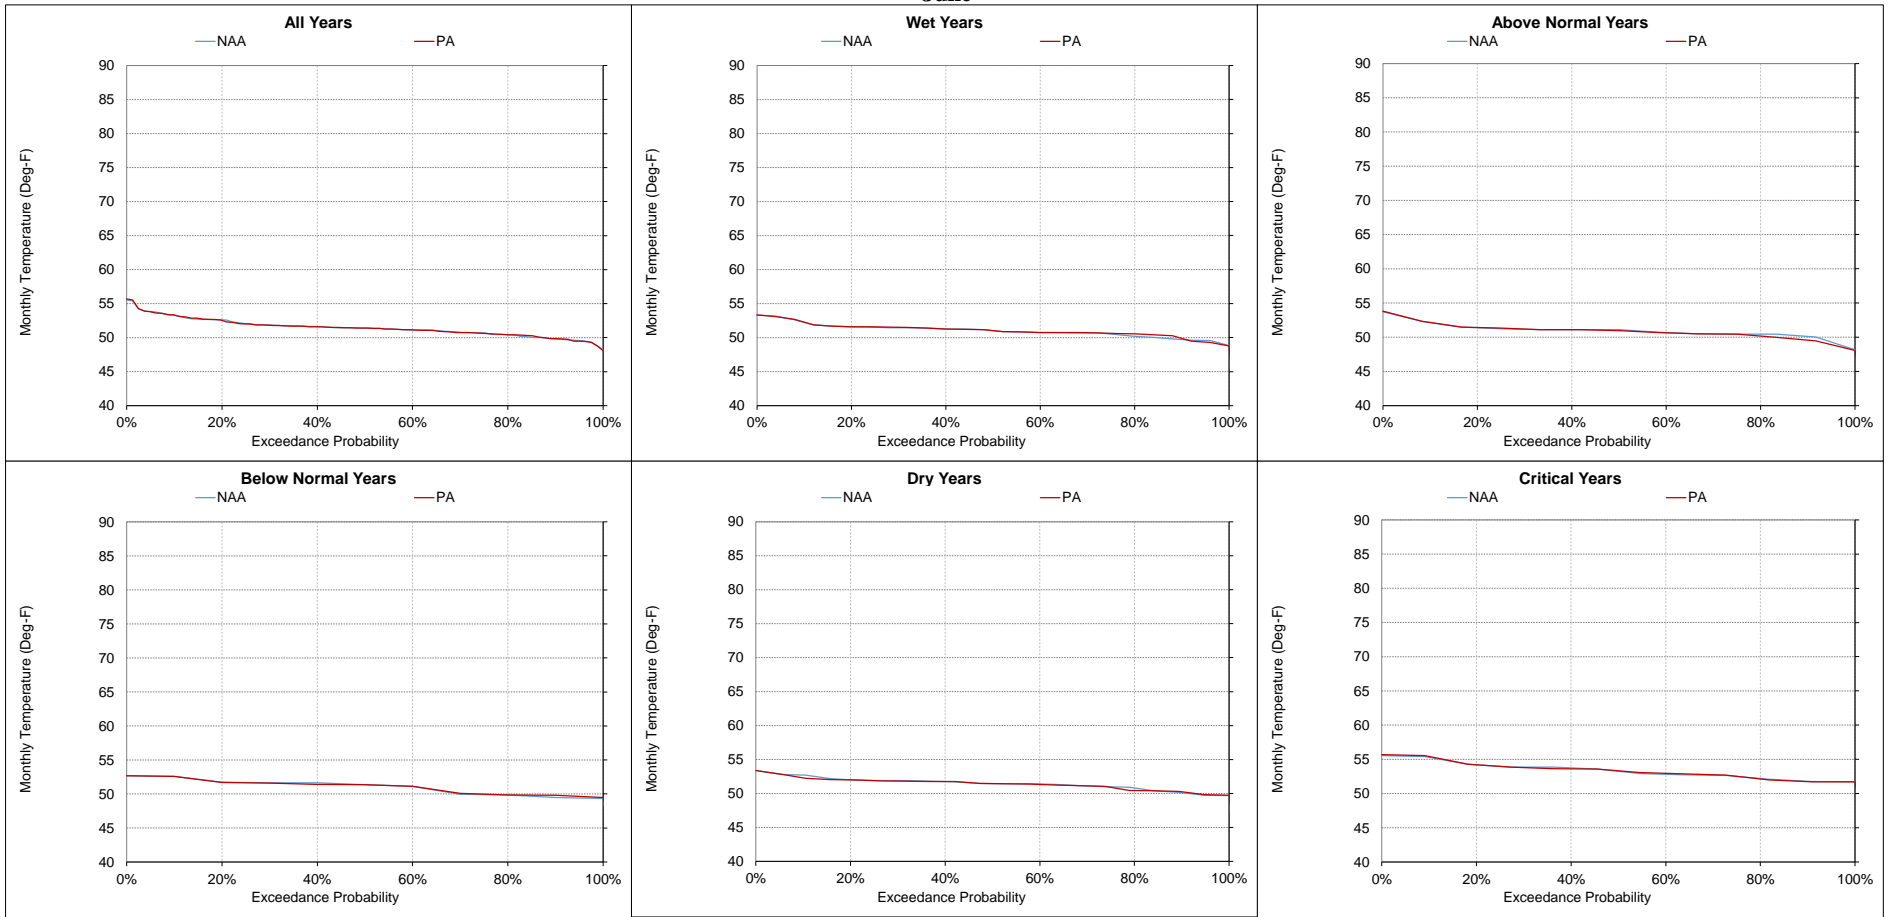 All Years
NAA PA
Monthly Temperature (Deg-F)
90
85
80
75
70
65
60
55
50
45
40
0% 20% 40% 60% 80% 100%
Exceedance Probability
Wet Years
NAA PA
Monthly Temperature (Deg-F)
90
85
80
75
70
65
60
55
50
45
40
0% 20% 40% 60% 80% 100%
Exceedance Probability
Above Normal Years
NAA PA
Monthly Temperature (Deg-F)
90
85
80
75
70
65
60
55
50
45
40
0% 20% 40% 60% 80% 100%
Exceedance Probability
Below Normal Years
NAA PA
Monthly Temperature (Deg-F)
90
85
80
75
70
65
60
55
50
45
40
0% 20% 40% 60% 80% 100%
Exceedance Probability
Dry Years
NAA PA
Monthly Temperature (Deg-F)
90
85
80
75
70
65
60
55
50
45
40
0% 20% 40% 60% 80% 100%
Exceedance Probability
Critical Years
NAA PA
Monthly Temperature (Deg-F)
90
85
80
75
70
65
60
55
50
45
40
0% 20% 40% 60% 80% 100%
Exceedance Probability